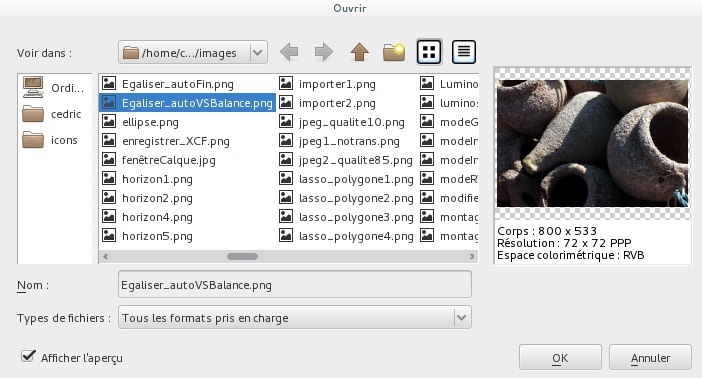 Ouvrir
Voir dans :
/home/c.../images
Ordi...
cedric
icons
Egaliser_autoFin.png
Egaliser_autoVSBalance.png
ellipse.png
enregistrer_XCF.png
fenêtreCalque.jpg
horizon1.png
horizon2.png
horizon4.png
horizon5.png
importer1.png
importer2.png
jpeg_qualite10.png
jpeg1_notrans.png
jpeg2_qualite85.png
lasso_polygone1.png
lasso_polygone2.png
lasso_polygone3.png
lasso_polygone4.png
Lumino
luminos
modeG
modeIn
modeIn
modeRV
modifie
montag
montag
Corps : 800 x 533
Résolution : 72 x 72 PPP
Espace colorimétrique : RVB
Nom :
Egaliser_autoVSBalance.png
Types de fichiers :
Tous les formats pris en charge
Afficher l'aperçu
OK
Annuler